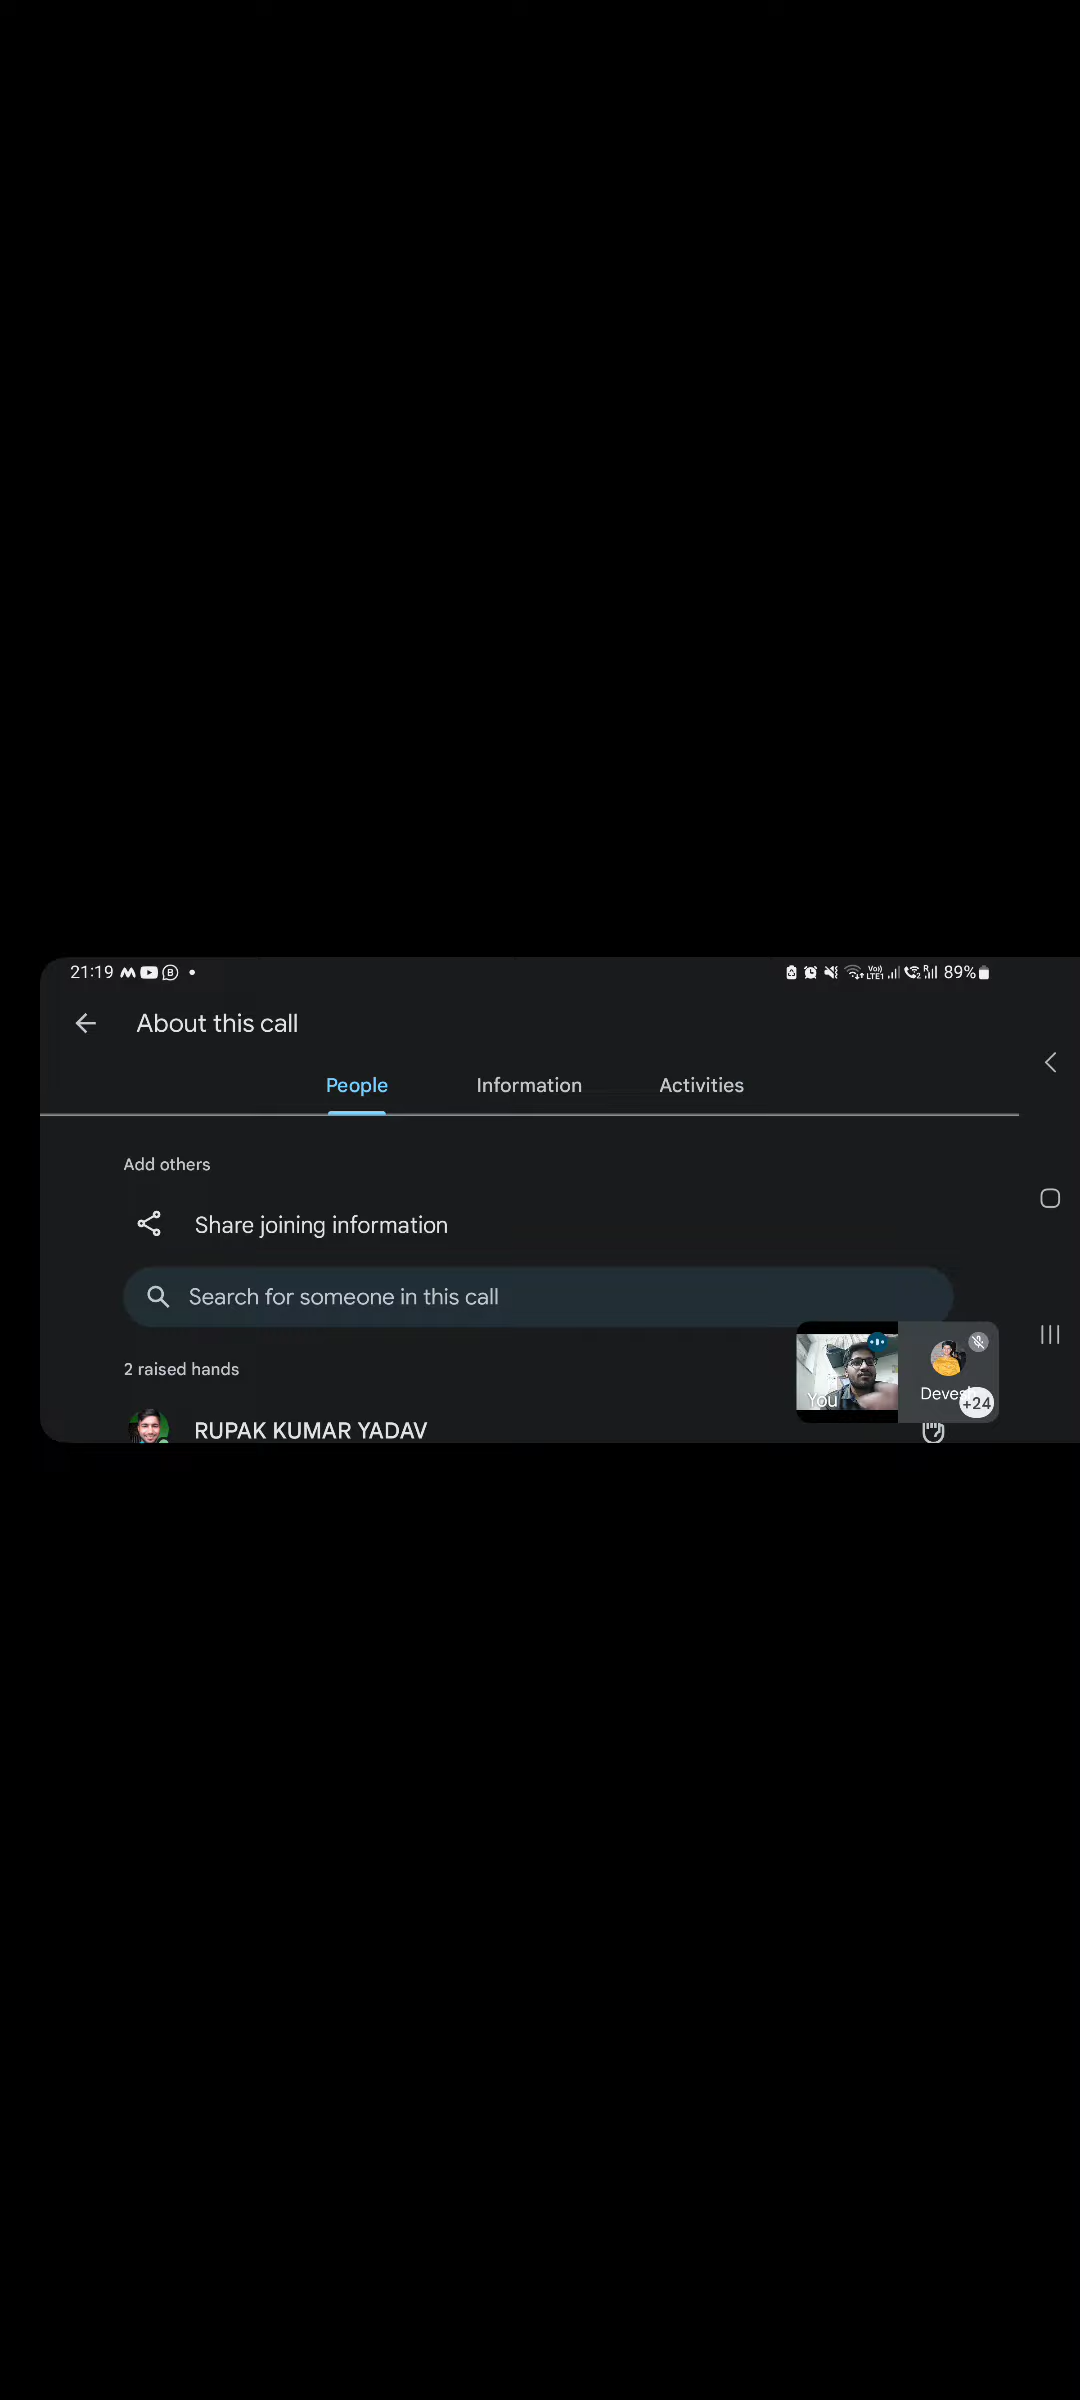 21:19
89%
About this call
People Information Activities
Add others
Share joining information
Search for someone in this call
2 raised hands
You
+24
RUPAK KUMAR YADAV